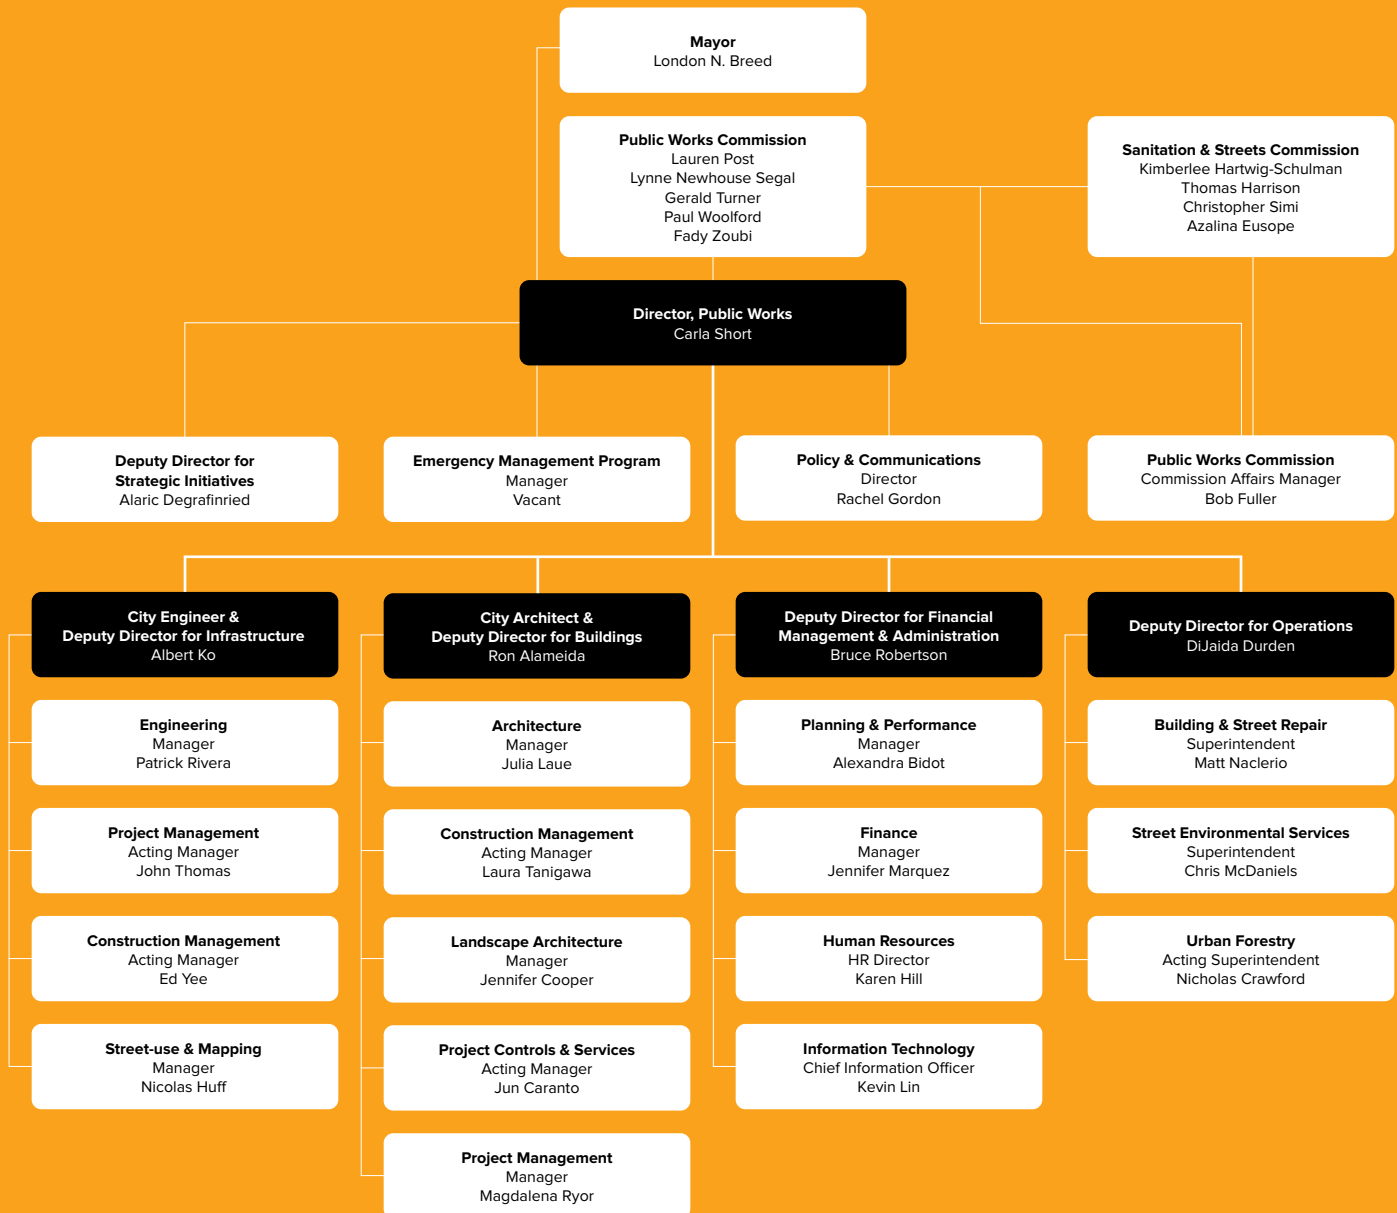 Mayor
London N. Breed
Public Works Commission
Lauren Post
Lynne Newhouse Segal
Gerald Turner
Paul Woolford
Fady Zoubi
Sanitation & Streets Commission
Kimberlee Hartwig-Schulman
Thomas Harrison
Christopher Simi
Azalina Eusope
Director, Public Works
Carla Short
Deputy Director for
Strategic Initiatives
Alaric Degrafinried
Emergency Management Program
Manager
Vacant
Policy & Communications
Director
Rachel Gordon
Public Works Commission
Commission Affairs Manager
Bob Fuller
City Engineer &
Deputy Director for Infrastructure
Albert Ko
Engineering
Manager
Patrick Rivera
Project Management
Acting Manager
John Thomas
Construction Management
Acting Manager
Ed Yee
Street-use & Mapping
Manager
Nicolas Huff
City Architect &
Deputy Director for Buildings
Ron Alameida
Architecture
Manager
Julia Laue
Construction Management
Acting Manager
Laura Tanigawa
Landscape Architecture
Manager
Jennifer Cooper
Project Controls & Services
Acting Manager
Jun Caranto
Project Management
Manager
Magdalena Ryor
Deputy Director for Financial
Management & Administration
Bruce Robertson
Planning & Performance
Manager
Alexandra Bidot
Finance
Manager
Jennifer Marquez
Human Resources
HR Director
Karen Hill
Information Technology
Chief Information Officer
Kevin Lin
Deputy Director for Operations
DiJaida Durden
Building & Street Repair
Superintendent
Matt Naclerio
Street Environmental Services
Superintendent
Chris McDaniels
Urban Forestry
Acting Superintendent
Nicholas Crawford